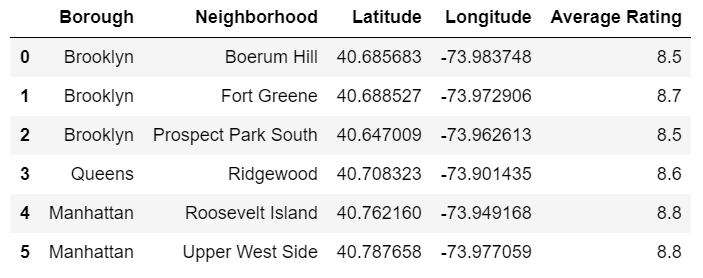 Borough Neighborhood Latitude Longitude Average Rating
0 Brooklyn Boerum Hill 40.685683 -73.983748 8.5
1 Brooklyn Fort Greene 40.688527 -73.972906 8.7
2 Brooklyn Prospect Park South 40.647009 -73.962613 8.5
3 Queens Ridgewood 40.708323 -73.901435 8.6
4 Manhattan Roosevelt Island 40.762160 -73.949168 8.8
5 Manhattan Upper West Side 40.787658 -73.977059 8.8